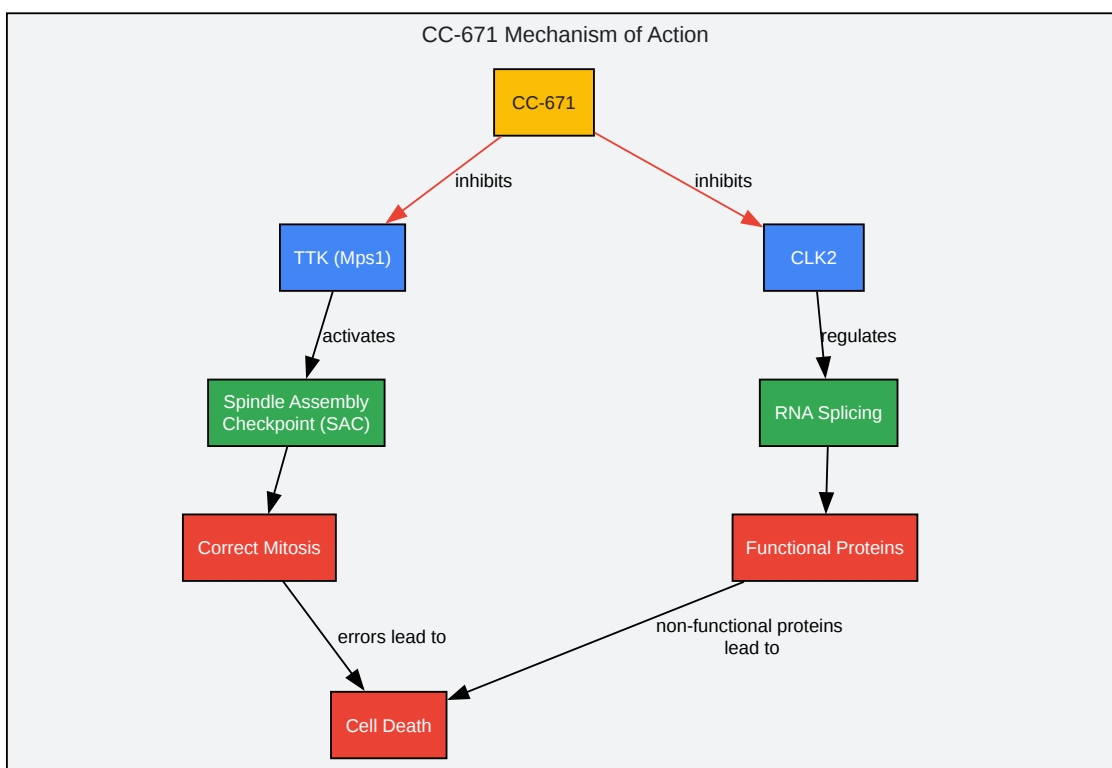 CC-671 Mechanism of Action
CC-671
inhibits
inhibits
TTK (Mps1)
CLK2
activates
regulates
Spindle Assembly
Checkpoint (SAC)
RNA Splicing
Correct Mitosis
Functional Proteins
errors lead to
non-functional proteins
lead to
Cell Death